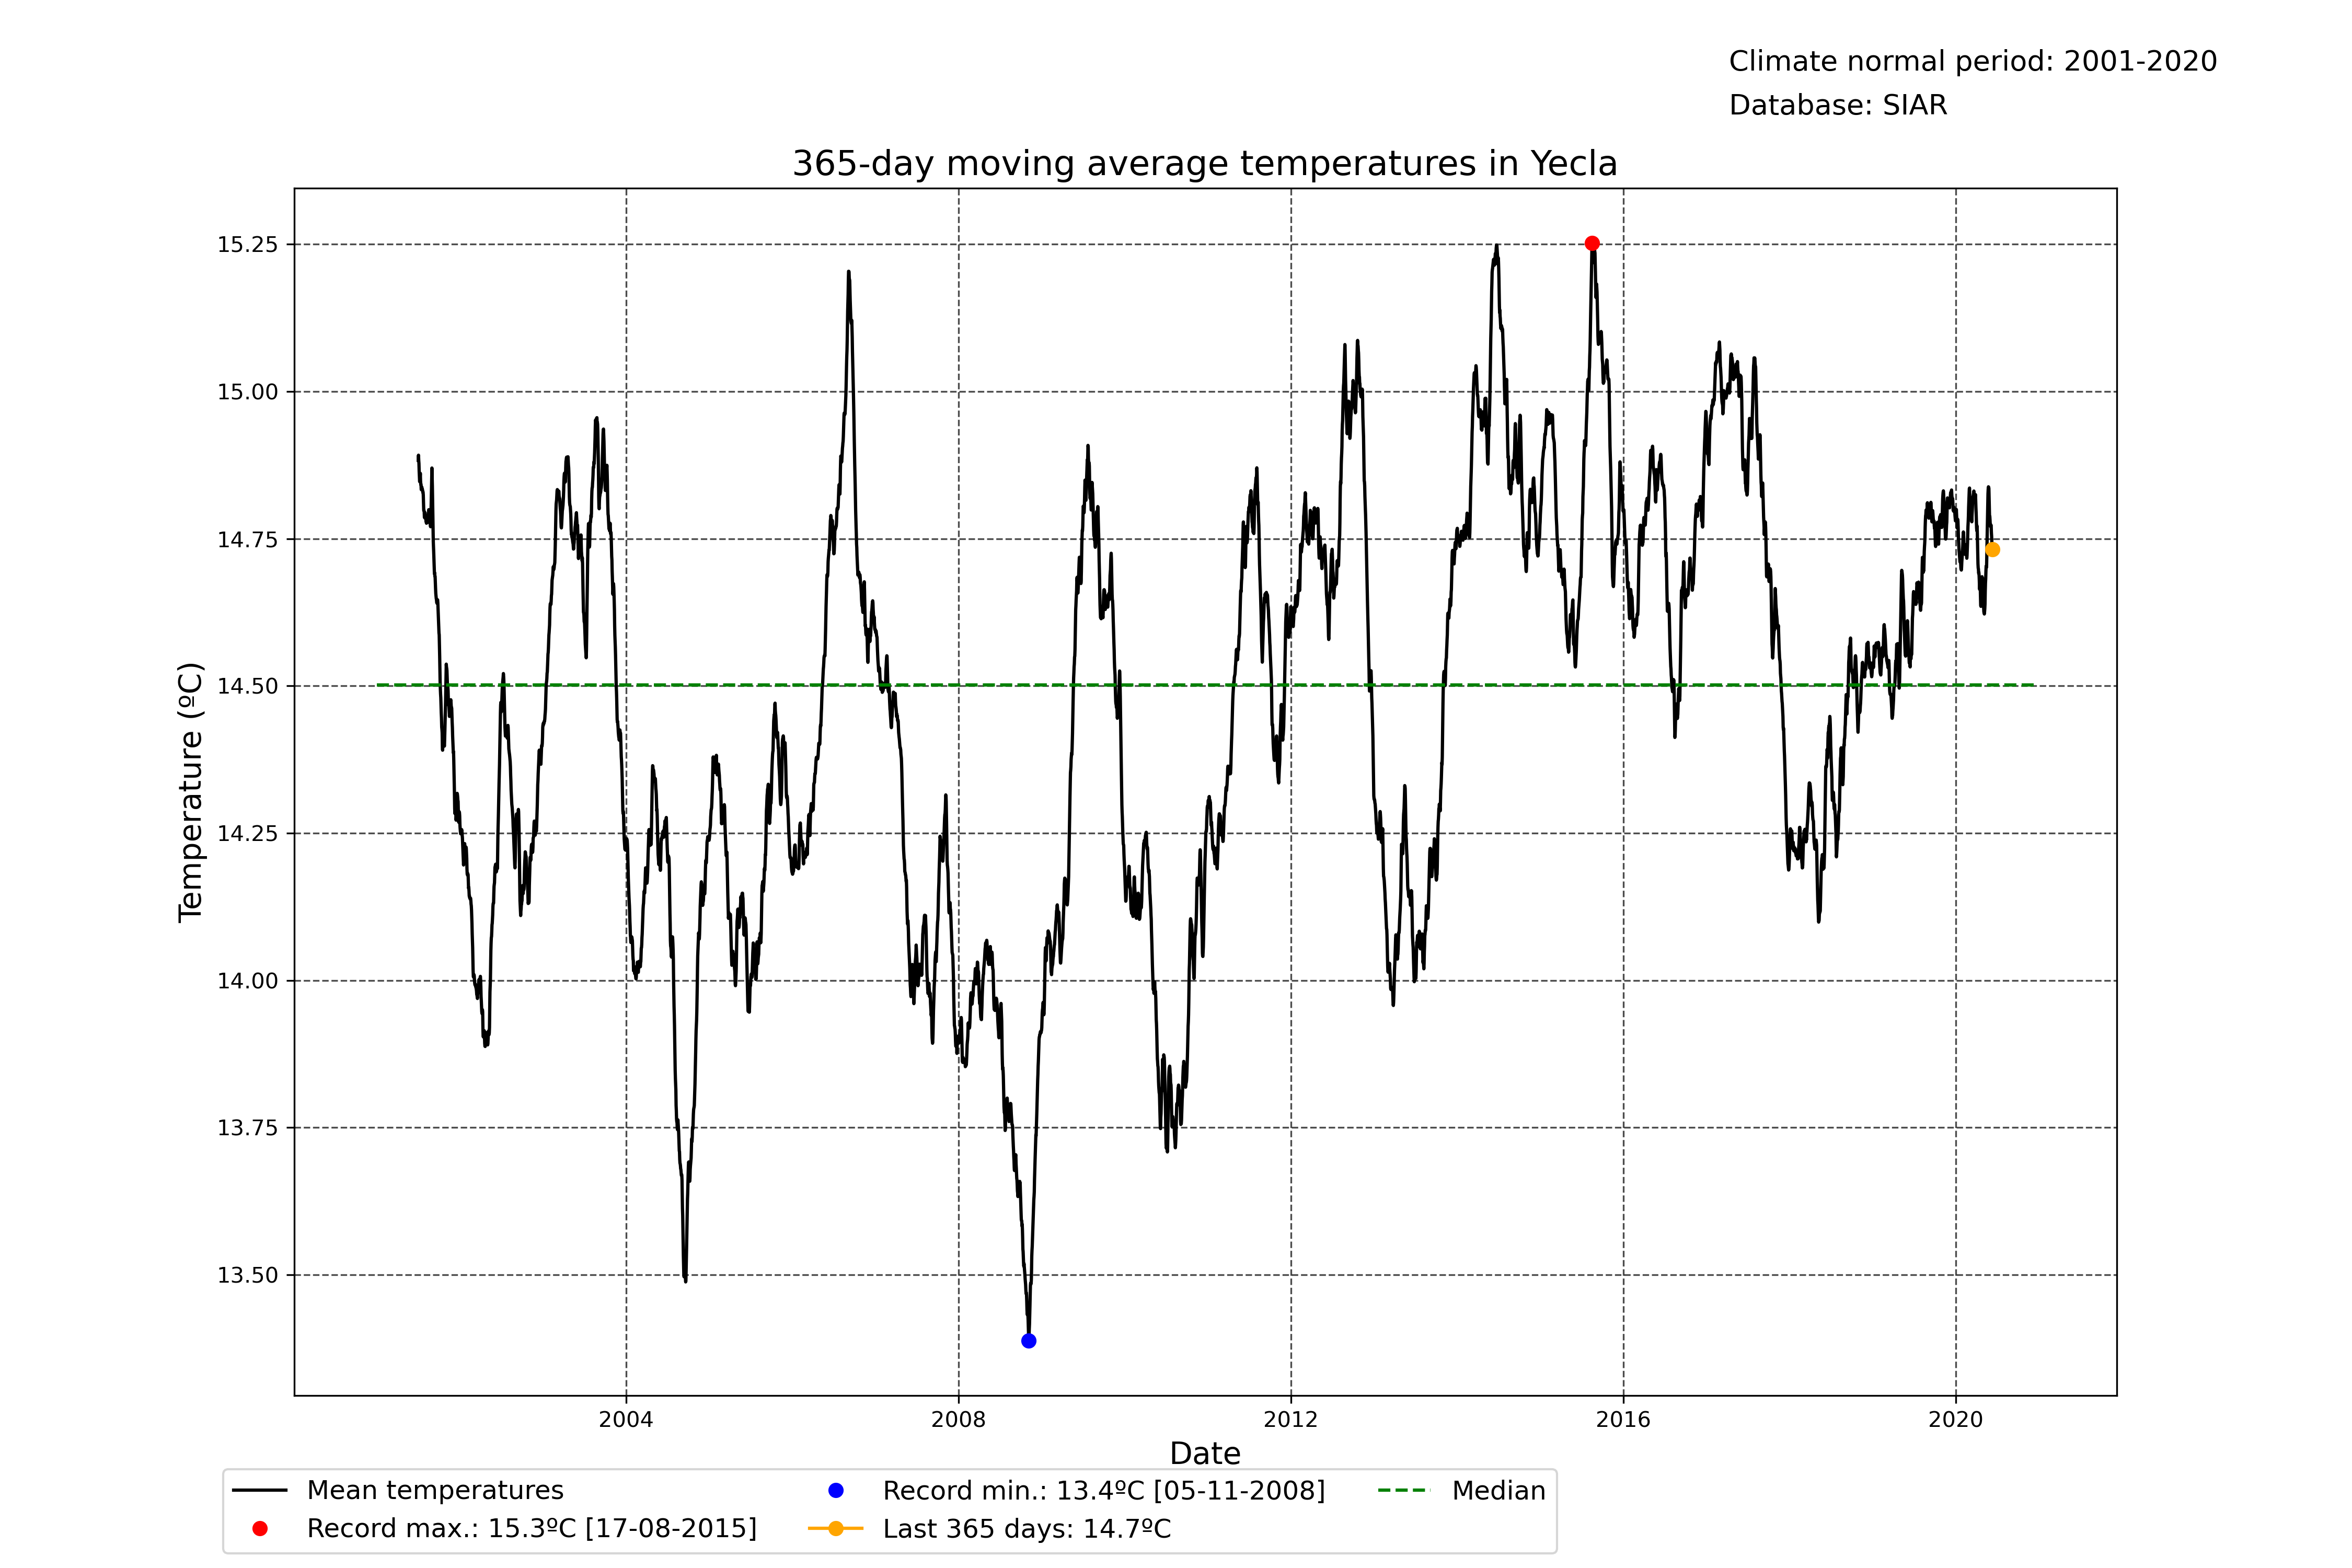 Climate normal period: 2001-2020
Database: SIAR
365-day moving average temperatures in Yecla
15.25
15.00
14.75
14.50
14.25
14.00
13.75
13.50
Temperature (ºC)
2004 2008 2012 2016 2020
Date
Mean temperatures
Record max.: 15.3ºC [17-08-2015]
Record min.: 13.4ºC [05-11-2008]
Last 365 days: 14.7ºC
Median